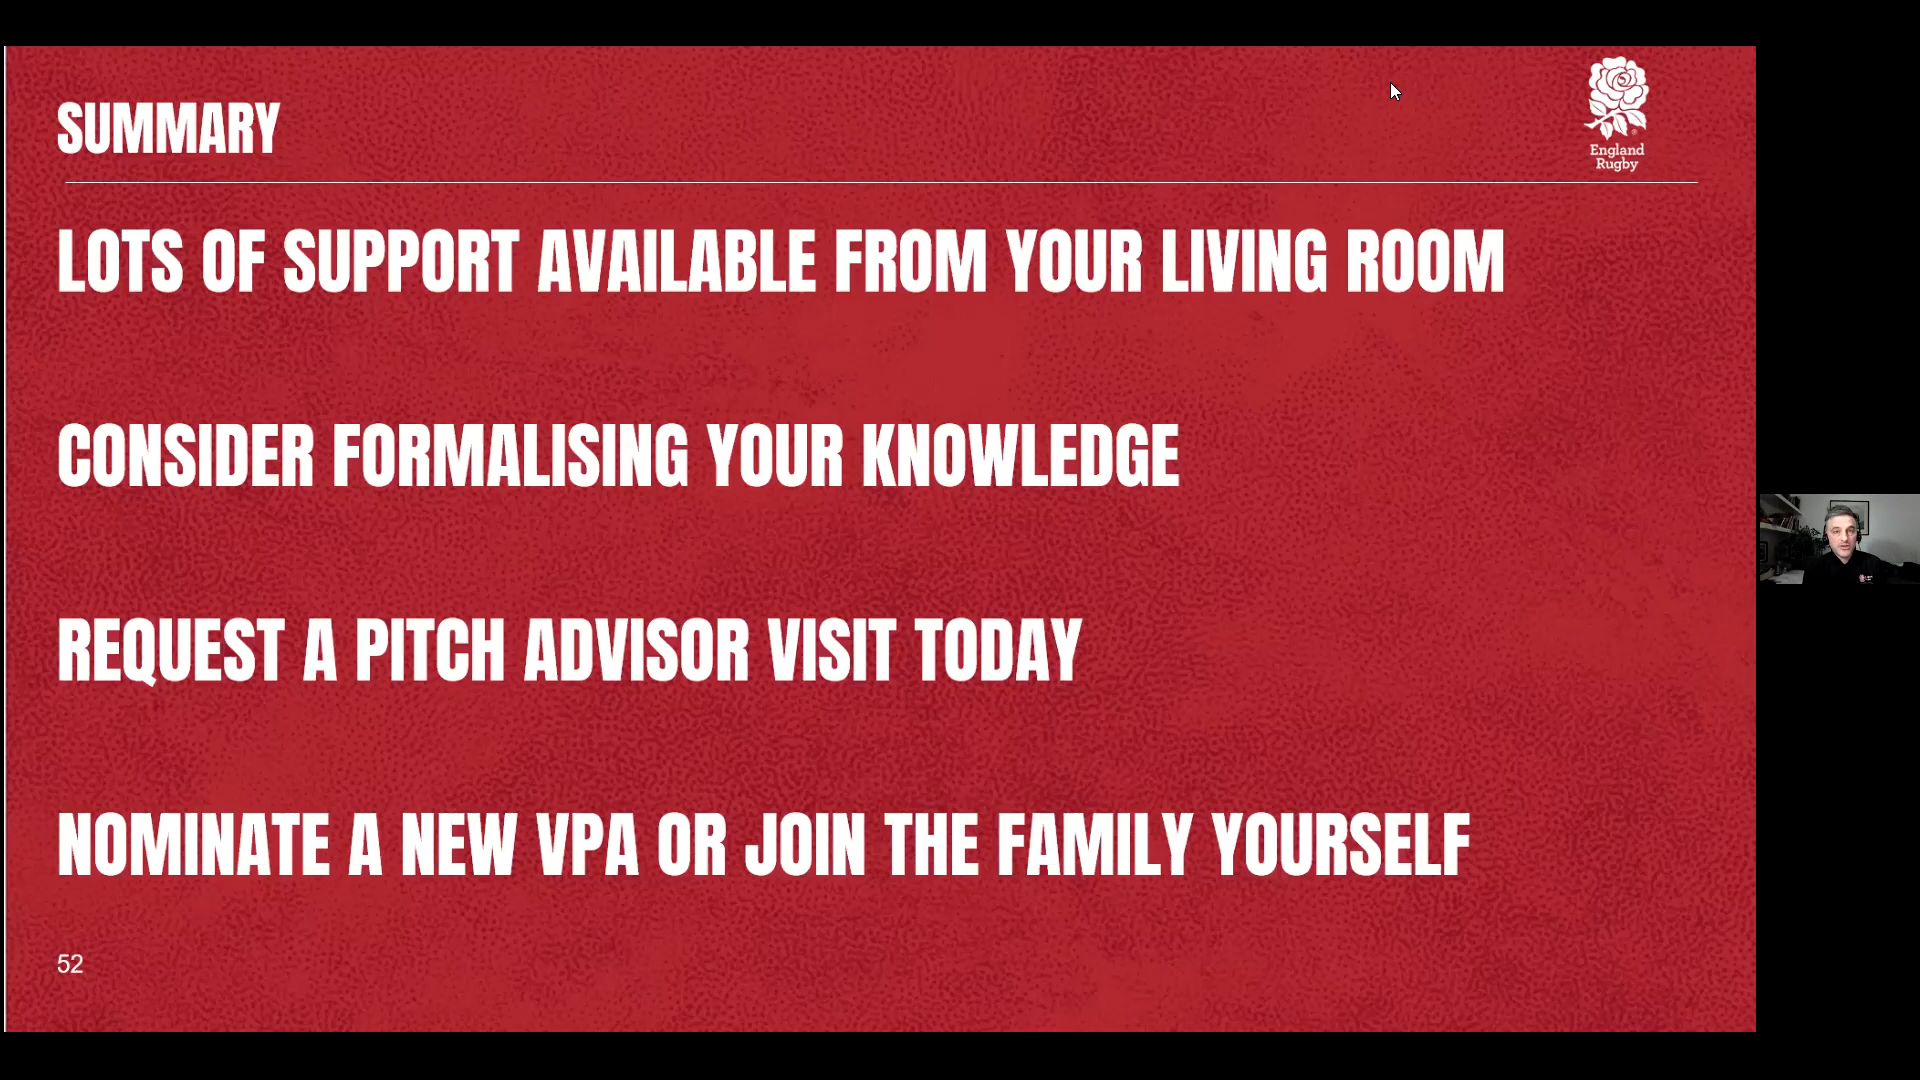 SUMMARY
England
Rugby
LOTS OF SUPPORT AVAILABLE FROM YOUR LIVING ROOM
CONSIDER FORMALISING YOUR KNOWLEDGE
REQUEST A PITCH ADVISOR VISIT TODAY
NOMINATE A NEW VPA OR JOIN THE FAMILY YOURSELF
52